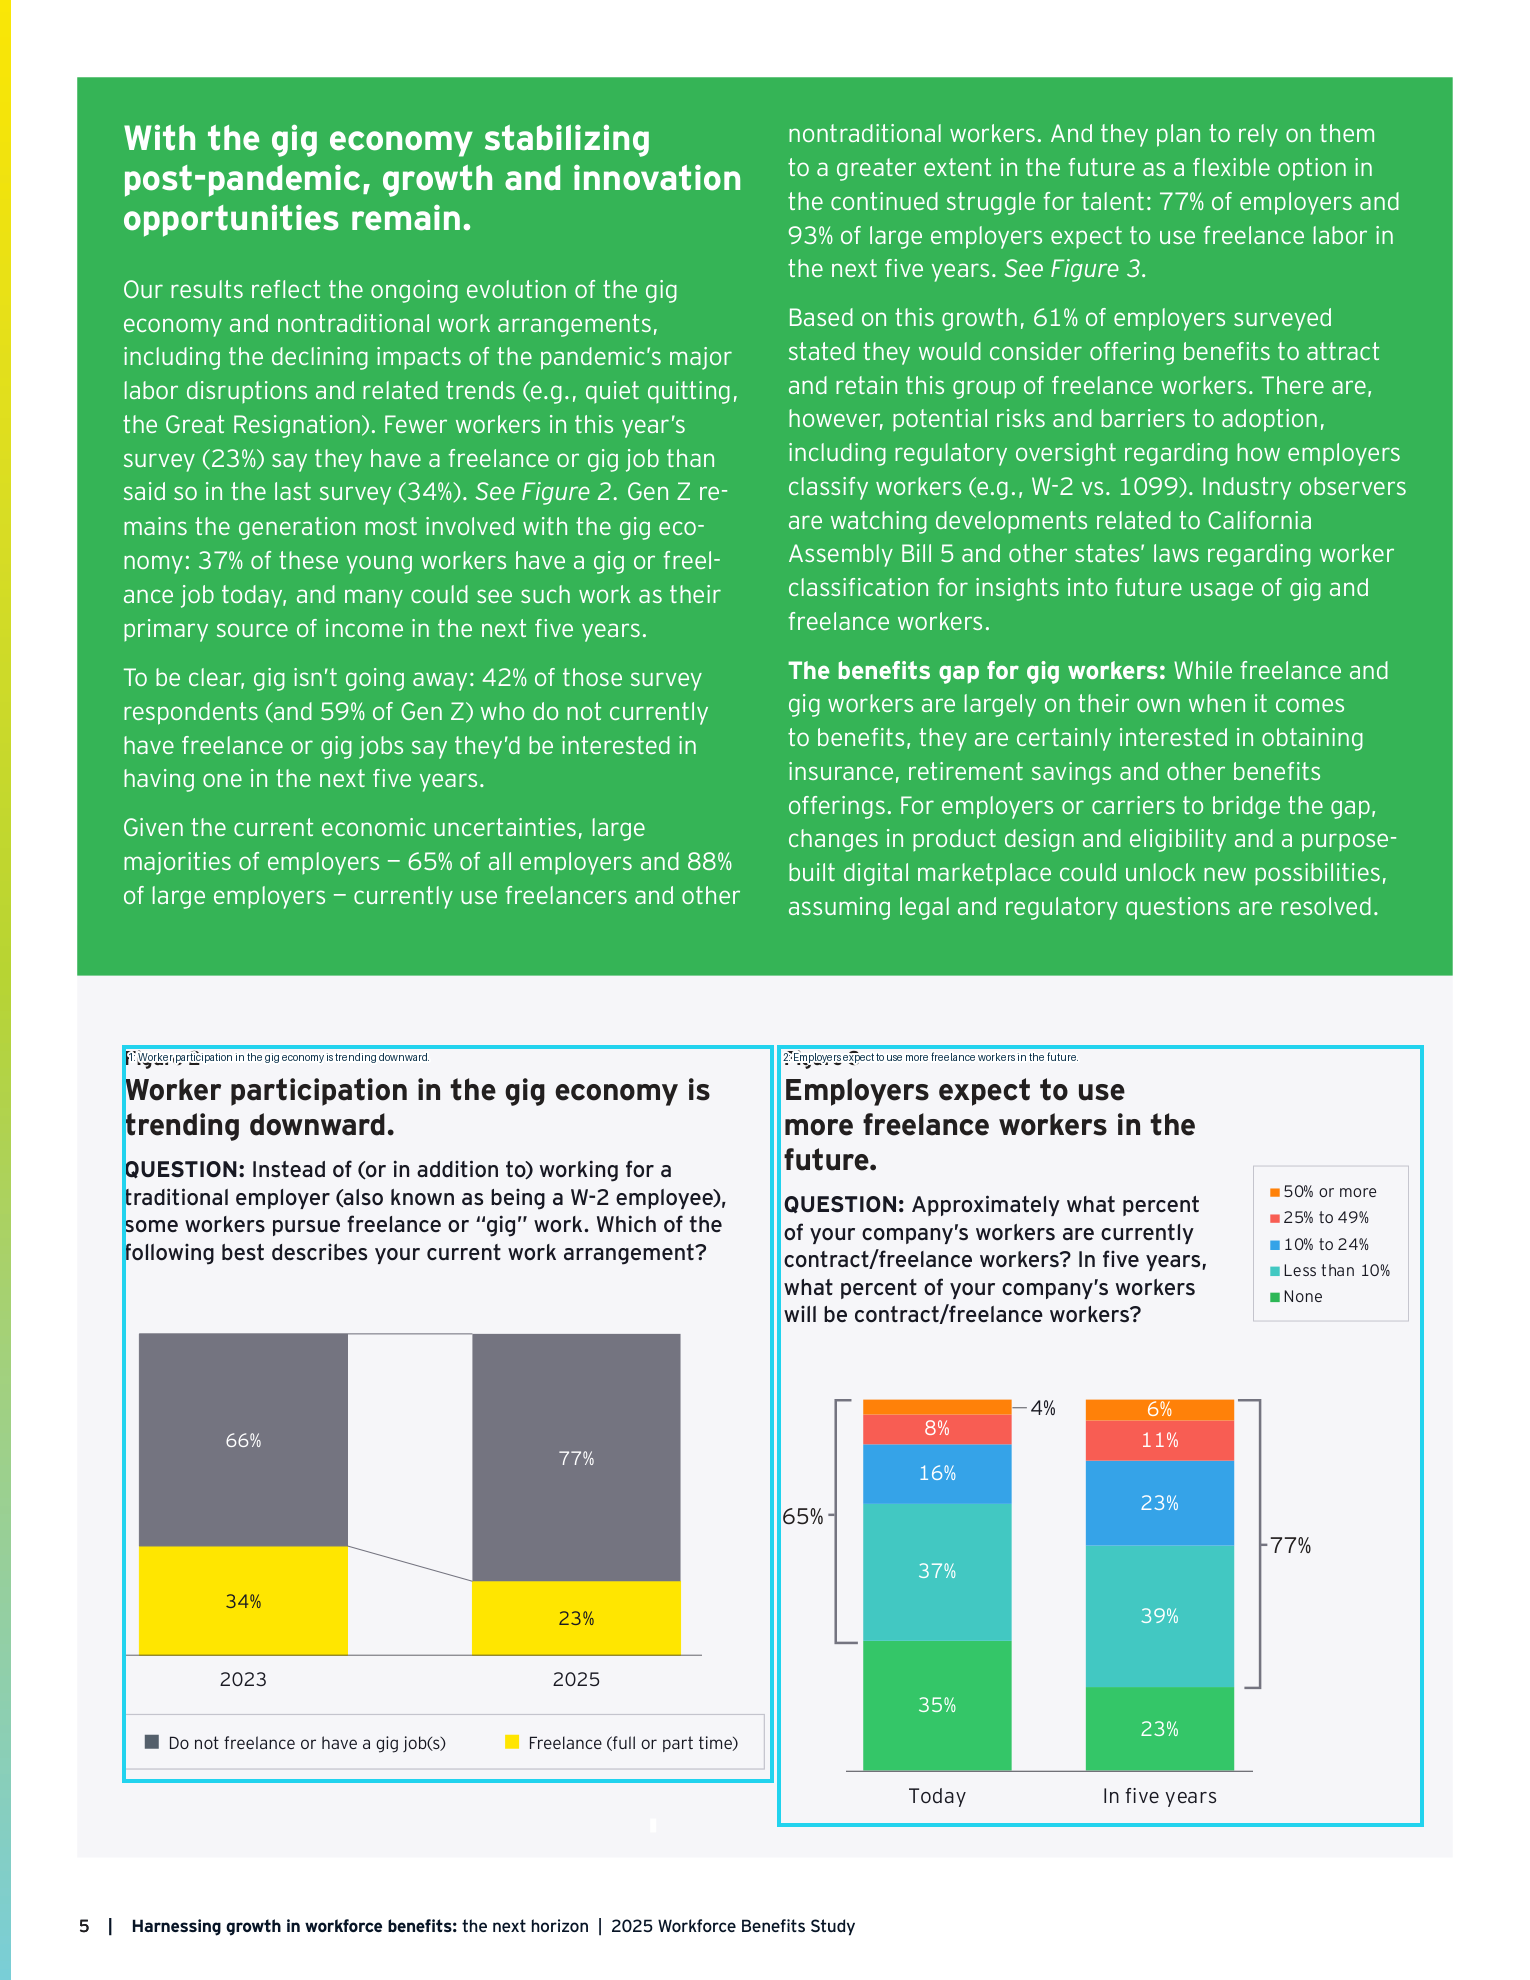 With the gig economy stabilizing
post-pandemic, growth and innovation
opportunities remain.
Our results reflect the ongoing evolution of the gig
economy and nontraditional work arrangements,
including the declining impacts of the pandemic's major
labor disruptions and related trends (e.g., quiet quitting,
the Great Resignation). Fewer workers in this year's
survey (23%) say they have a freelance or gig job than
said so in the last survey (34%). See Figure 2. Gen Z re-
mains the generation most involved with the gig eco-
nomy: 37% of these young workers have a gig or freel-
ance job today, and many could see such work as their
primary source of income in the next five years.
To be clear, gig isn't going away: 42% of those survey
respondents (and 59% of Gen Z) who do not currently
have freelance or gig jobs say they'd be interested in
having one in the next five years.
Given the current economic uncertainties, large
majorities of employers — 65% of all employers and 88%
of large employers — currently use freelancers and other
nontraditional workers. And they plan to rely on them
to a greater extent in the future as a flexible option in
the continued struggle for talent: 77% of employers and
93% of large employers expect to use freelance labor in
the next five years. See Figure 3.
Based on this growth, 61% of employers surveyed
stated they would consider offering benefits to attract
and retain this group of freelance workers. There are,
however, potential risks and barriers to adoption,
including regulatory oversight regarding how employers
classify workers (e.g., W-2 vs. 1099). Industry observers
are watching developments related to California
Assembly Bill 5 and other states' laws regarding worker
classification for insights into future usage of gig and
freelance workers.
The benefits gap for gig workers: While freelance and
gig workers are largely on their own when it comes
to benefits, they are certainly interested in obtaining
insurance, retirement savings and other benefits
offerings. For employers or carriers to bridge the gap,
changes in product design and eligibility and a purpose-
built digital marketplace could unlock new possibilities,
assuming legal and regulatory questions are resolved.
1. Worker participation in the gig economy is trending downward.
Worker participation in the gig economy is
trending downward.
QUESTION: Instead of (or in addition to) working for a
traditional employer (also known as being a W-2 employee),
some workers pursue freelance or "gig" work. Which of the
following best describes your current work arrangement?
66%
77%
34%
23%
2023
2025
Do not freelance or have a gig job(s)
Freelance (full or part time)
2. Employers expect to use more freelance workers in the future.
Employers expect to use
more freelance workers in the
future.
QUESTION: Approximately what percent
of your company's workers are currently
contract/freelance workers? In five years,
what percent of your company's workers
will be contract/freelance workers?
50% or more
25% to 49%
10% to 24%
Less than 10%
None
4%
8%
16%
37%
35%
65%
6%
11%
23%
39%
23%
77%
Today
In five years
5 | Harnessing growth in workforce benefits: the next horizon | 2025 Workforce Benefits Study